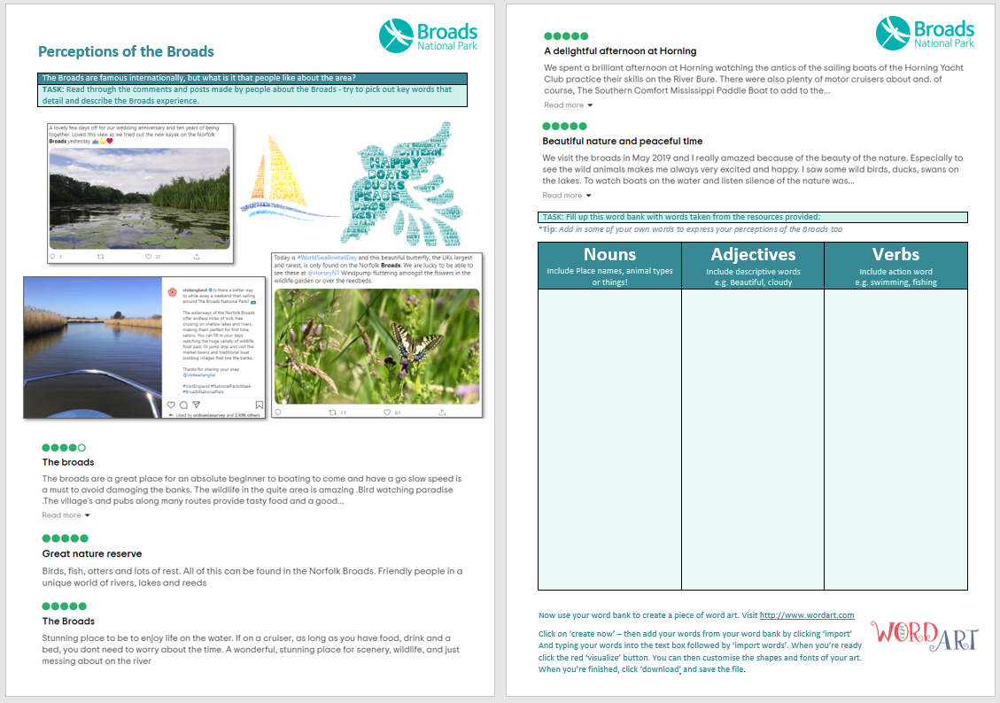 Broads
National Park
Perceptions of the Broads
The Broads are famous internationally, but what is it that people like about the area?
TASK: Read through the comments and posts made by people about the Broads - try to pick out key words that
detail and describe the Broads experience.
A lovely few days off for our wedding anniversary and ten years of being
together. Loved this view as we tried out the new kayak on the Norfolk
Broads yesterday
3
20
HAPPY
BOATS
DUCKS
PEACE
BIRDS
REST
Today is #WorldSwallowtailDay and this beautiful butterfly, the UKs largest
and rarest, is only found on the Norfolk Broads. We are lucky to be able to
see these at @HorseyNT Windpump fluttering amongst the flowers in the
wildlife garden or over the reedbeds.
11
61
visitengland Is there a better way
to while away a weekend than sailing
around The Broads National Park?
The waterways of the Norfolk Broads
offer endless miles of lock-free
cruising on shallow lakes and rivers,
making them perfect for first time
sailors. You can fill in your days
watching the huge variety of wildlife
float past. Or jump ship and visit the
market towns and traditional boat
building villages that line the banks.
Thanks for sharing your snap
@visiteastanglia!
#VisitEngland #NationalParksWeek
#BroadsNationalPark
Liked by ordnancesurvey and 2,696 others
The broads
The broads are a great place for an absolute beginner to boating to come and have a go slow speed is
a must to avoid damaging the banks. The wildlife in the quite area is amazing .Bird watching paradise
.The village's and pubs along many routes provide tasty food and a good...
Read more
Great nature reserve
Birds, fish, otters and lots of rest. All of this can be found in the Norfolk Broads. Friendly people in a
unique world of rivers, lakes and reeds
The Broads
Stunning place to be to enjoy life on the water. If on a cruiser, as long as you have food, drink and a
bed, you dont need to worry about the time. A wonderful, stunning place for scenery, wildlife, and just
messing about on the river
Broads
National Park
A delightful afternoon at Horning
We spent a brilliant afternoon at Horning watching the antics of the sailing boats of the Horning Yacht
Club practice their skills on the River Bure. There were also plenty of motor cruisers about and. of
course, The Southern Comfort Mississippi Paddle Boat to add to the...
Read more
Beautiful nature and peaceful time
We visit the broads in May 2019 and I really amazed because of the beauty of the nature. Especially to
see the wild animals makes me always very excited and happy. I saw some wild birds, ducks, swans on
the lakes. To watch boats on the water and listen silence of the nature was...
Read more
TASK: Fill up this word bank with words taken from the resources provided:
*Tip: Add in some of your own words to express your perceptions of the Broads too
Nouns
Include Place names, animal types
or things!
Adjectives
Include descriptive words
e.g. Beautiful, cloudy
Verbs
Include action word
e.g. swimming, fishing
Now use your word bank to create a piece of word art. Visit http://www.wordart.com
Click on 'create now' – then add your words from your word bank by clicking 'import'
And typing your words into the text box followed by 'import words'. When you're ready
click the red 'visualize' button. You can then customise the shapes and fonts of your art.
When you're finished, click 'download', and save the file.
WORD ART